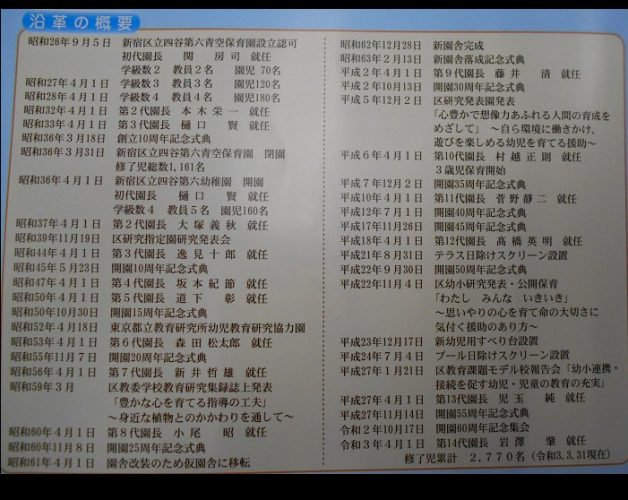 沿革の概要
昭和26年9月5日 新宿区立四谷第六青空保育園設立認可
初代園長 関 房司 就任
学級数2 教員2名 園児70名
昭和27年4月1日 学級数3 教員3名 園児120名
昭和28年4月1日 学級数4 教員4名 園児180名
昭和32年4月1日 第2代園長 本木栄一 就任
昭和33年4月1日 第3代園長 樋口 賢 就任
昭和36年3月18日 創立10周年記念式典
昭和36年3月31日 新宿区立四谷第六青空保育園 閉園
修了児総数1,161名
昭和36年4月1日 新宿区立四谷第六幼稚園 開園
初代園長 樋口 賢 就任
学級数4 教員5名 園児160名
昭和37年4月1日 第2代園長 大塚義秋 就任
昭和39年11月19日 区研究指定園研究発表会
昭和44年4月1日 第3代園長 逸見十郎 就任
昭和45年5月23日 開園10周年記念式典
昭和47年4月1日 第4代園長 坂本紀節 就任
昭和50年4月1日 第5代園長 道下 彰 就任
昭和50年10月30日 開園15周年記念式典
昭和52年4月18日 東京都立教育研究所幼児教育研究協力園
昭和53年4月1日 第6代園長 森田松太郎 就任
昭和55年11月7日 開園20周年記念式典
昭和56年4月1日 第7代園長 新井哲雄 就任
昭和59年3月 区教委学校教育研究集録誌上発表
「豊かな心を育てる指導の工夫」
～身近な植物とのかかわりを通して～
昭和60年4月1日 第8代園長 小尾 昭 就任
昭和60年11月8日 開園25周年記念式典
昭和61年4月1日 園舎改装のため仮園舎に移転
昭和62年12月28日 新園舎完成
昭和63年2月13日 新園舎落成記念式典
平成2年4月1日 第9代園長 藤井 清 就任
平成2年10月13日 開園30周年記念式典
平成5年12月2日 区研究発表園発表
「心豊かで想像力あふれる人間の育成を
めざして」 ～自ら環境に働きかけ、
遊びを楽しめる幼児を育てる援助～
平成6年4月1日 第10代園長 村越正則 就任
3歳児保育開始
平成7年12月2日 開園35周年記念式典
平成10年4月1日 第11代園長 菅野靜二 就任
平成12年7月1日 開園40周年記念式典
平成17年11月26日 開園45周年記念式典
平成18年4月1日 第12代園長 髙橋英明 就任
平成21年8月31日 テラス日除けスクリーン設置
平成22年9月30日 開園50周年記念式典
平成22年11月4日 区幼小研究発表・公開保育
「わたし みんな いきいき」
～思いやりの心を育て命の大切さに
気付く援助のあり方～
平成23年12月17日 新幼児用すべり台設置
平成24年7月4日 プール日除けスクリーン設置
平成27年1月21日 区教育課題モデル校報告会「幼小連携・
接続を促す幼児・児童の教育の充実」
平成27年4月1日 第13代園長 児玉 純 就任
平成27年11月14日 開園55周年記念式典
令和2年10月17日 開園60周年記念集会
令和3年4月1日 第14代園長 岩澤 肇 就任
修了児累計 2,770名(令和3.3.31現在)